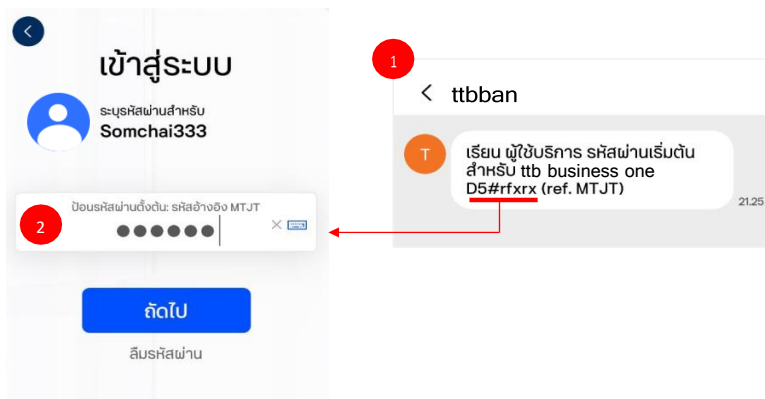 เข้าสู่ระบบ
ระบุรหัสผ่านสำหรับ
Somchai333
ป้อนรหัสผ่านตั้งต้น: รหัสอ้างอิง MTJT
2
ถัดไป
ลืมรหัสผ่าน
1
ttbban
T
เรียน ผู้ใช้บริการ รหัสผ่านเริ่มต้น
สำหรับ ttb business one
D5#rfxrx (ref. MTJT)
21.25